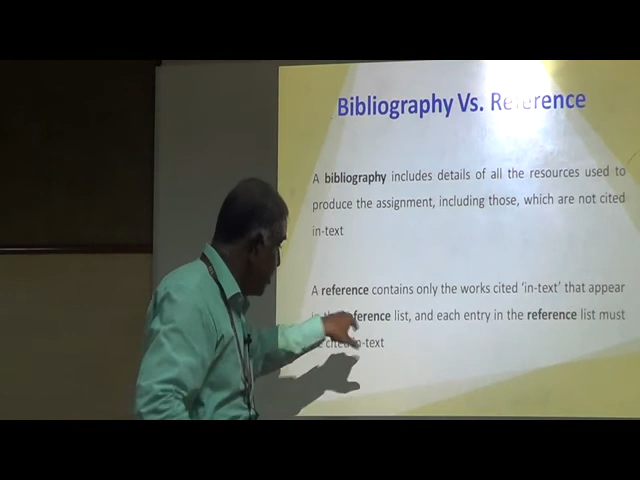 Bibliography Vs. Reference
A bibliography includes details of all the resources used to
produce the assignment, including those, which are not cited
in-text
A reference contains only the works cited ‘in-text’ that appear
reference list, and each entry in the reference list must
cited in-text